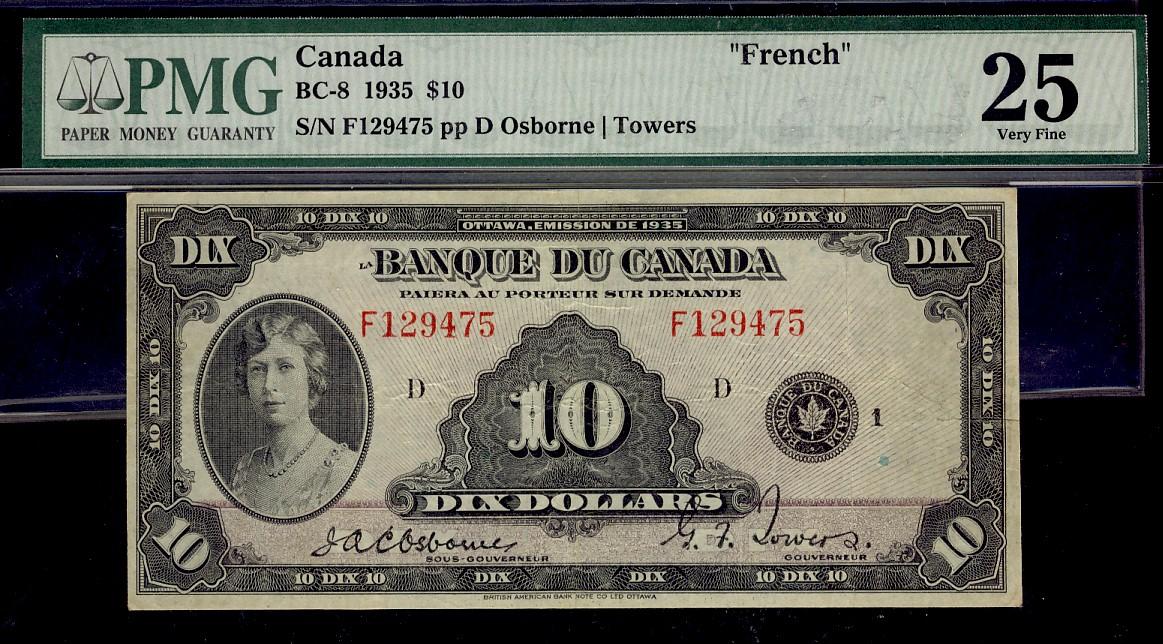 PMG
PAPER MONEY GUARANTY
Canada "French"
BC-8 1935 $10
S/N F129475 pp D Osborne | Towers
25
Very Fine
10 DIX 10 10 DIX 10
OTTAWA, EMISSION DE 1935
DIX DIX
LA BANQUE DU CANADA
PAIERA AU PORTEUR SUR DEMANDE
F129475 F129475
10 DIX 10 10 DIX 10
D D
10
BANQUE DU CANADA
1
DIX DOLLARS
10 10
JACOsborne G. F. Towers.
SOUS-GOUVERNEUR GOUVERNEUR
10 DIX 10 DIX DIX 10 DIX 10
BRITISH AMERICAN BANK NOTE CO LTD OTTAWA